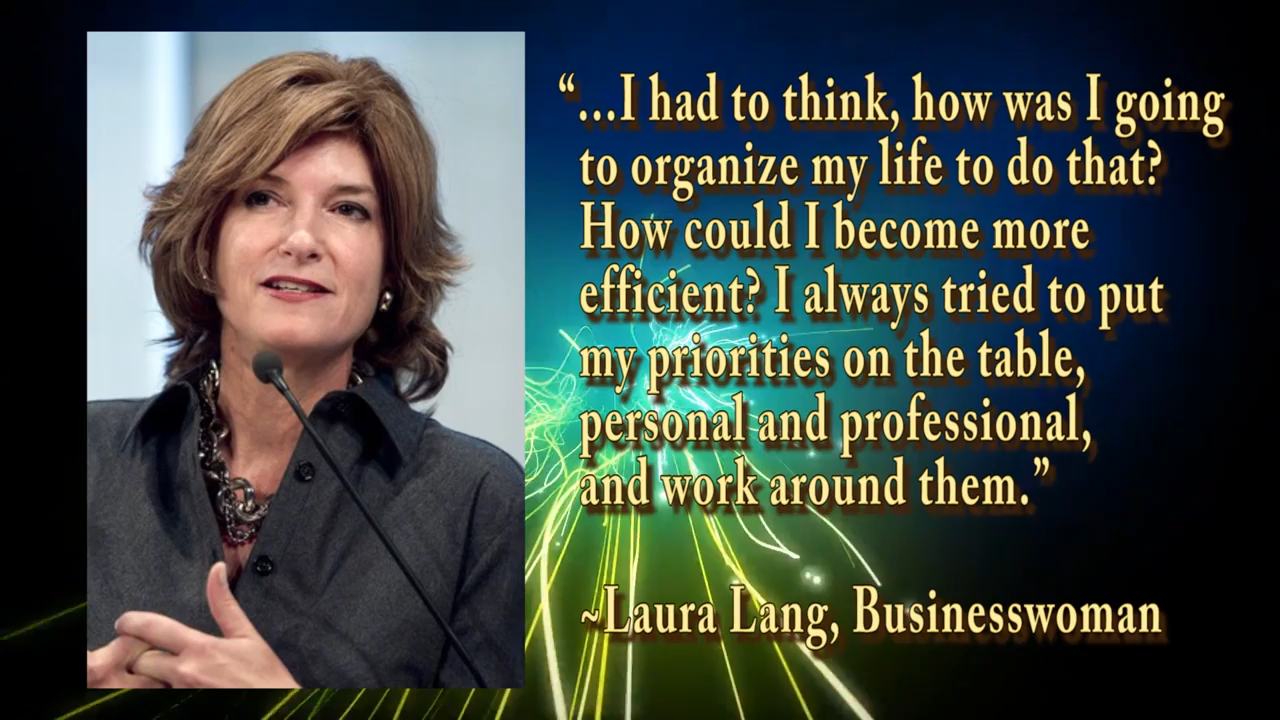 “...I had to think, how was I going
to organize my life to do that?
How could I become more
efficient? I always tried to put
my priorities on the table,
personal and professional,
and work around them.”
~Laura Lang, Businesswoman